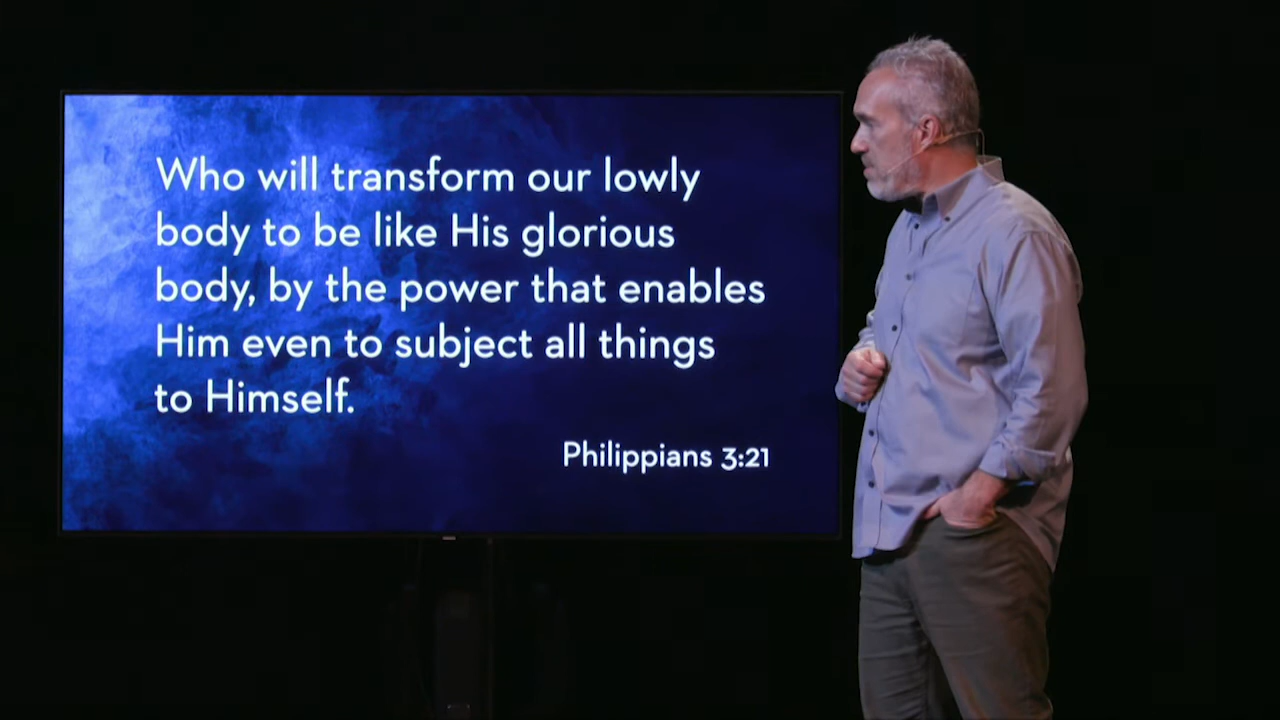 Who will transform our lowly
body to be like His glorious
body, by the power that enables
Him even to subject all things
to Himself.
Philippians 3:21